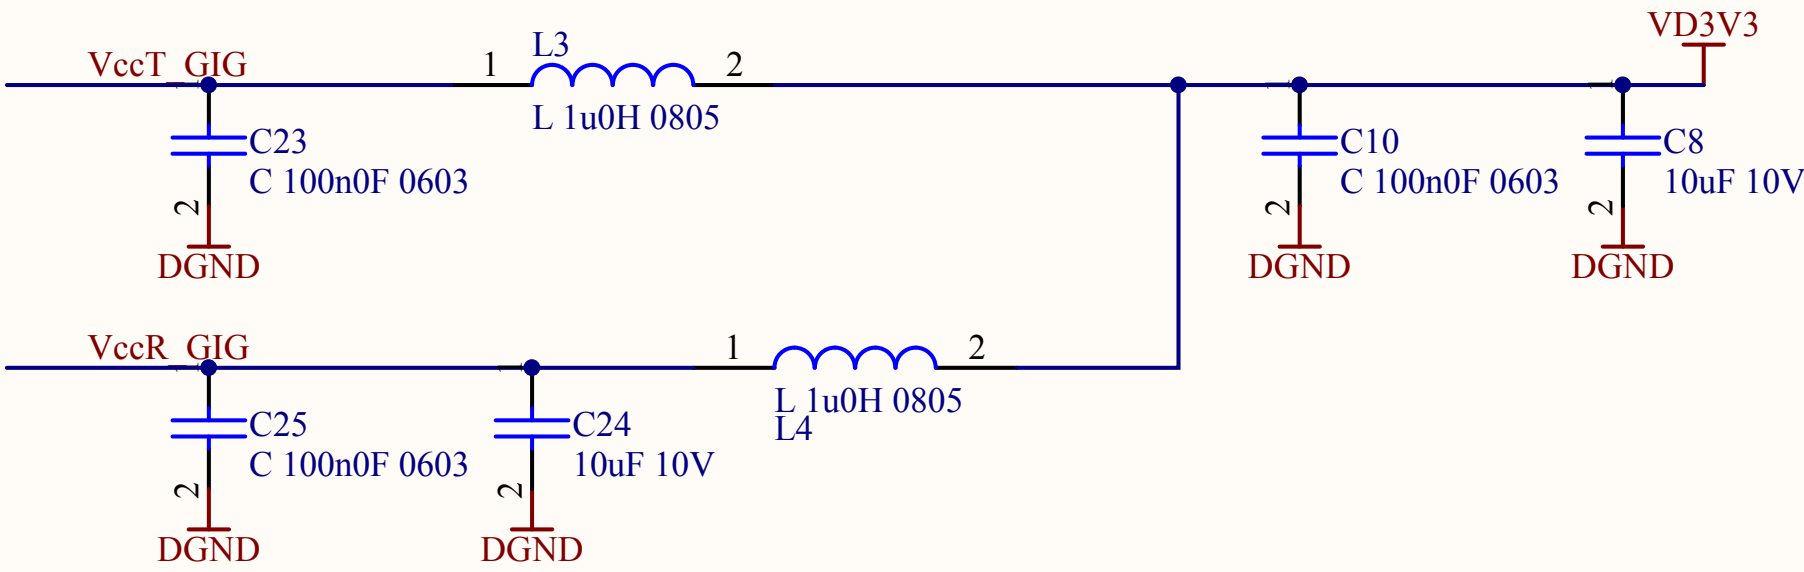 VD3V3
L3
VccT_GIG
1
2
L 1u0H 0805
C23
C 100n0F 0603
2
DGND
C10
C 100n0F 0603
2
DGND
C8
10uF 10V
2
DGND
VccR_GIG
1
2
L 1u0H 0805
L4
C25
C 100n0F 0603
2
DGND
C24
10uF 10V
2
DGND